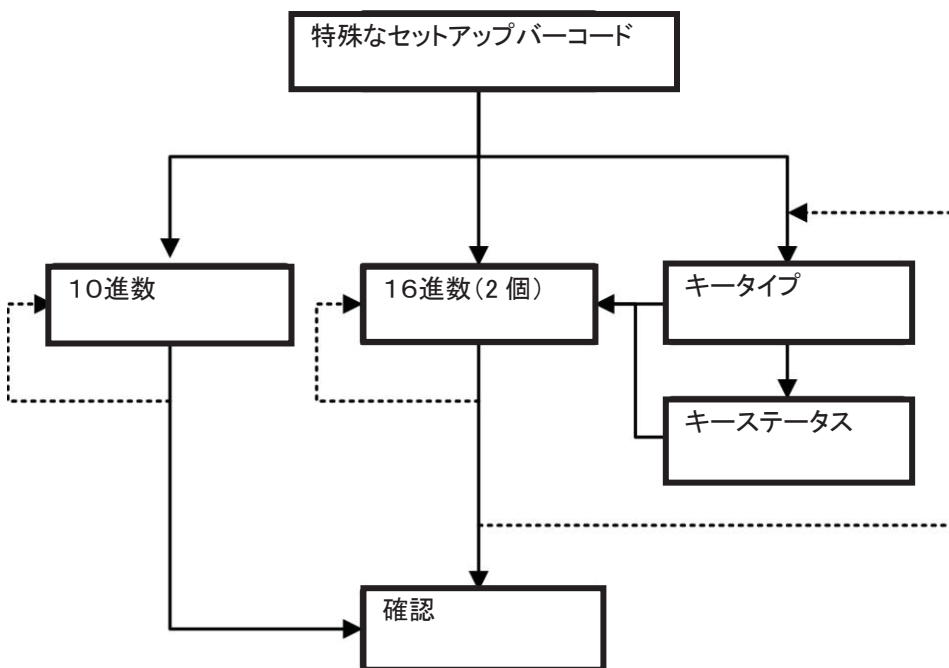 特殊なセットアップバーコード
１０進数
１６進数（２個）
キータイプ
キーステータス
確認